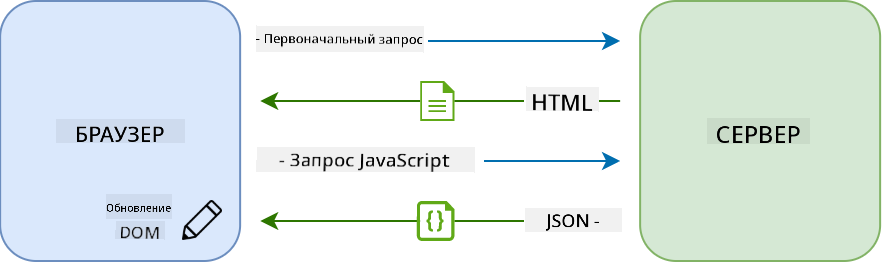 - Первоначальный запрос
HTML
БРАУЗЕР
СЕРВЕР
- Запрос JavaScript
Обновление
DOM
{}
JSON -